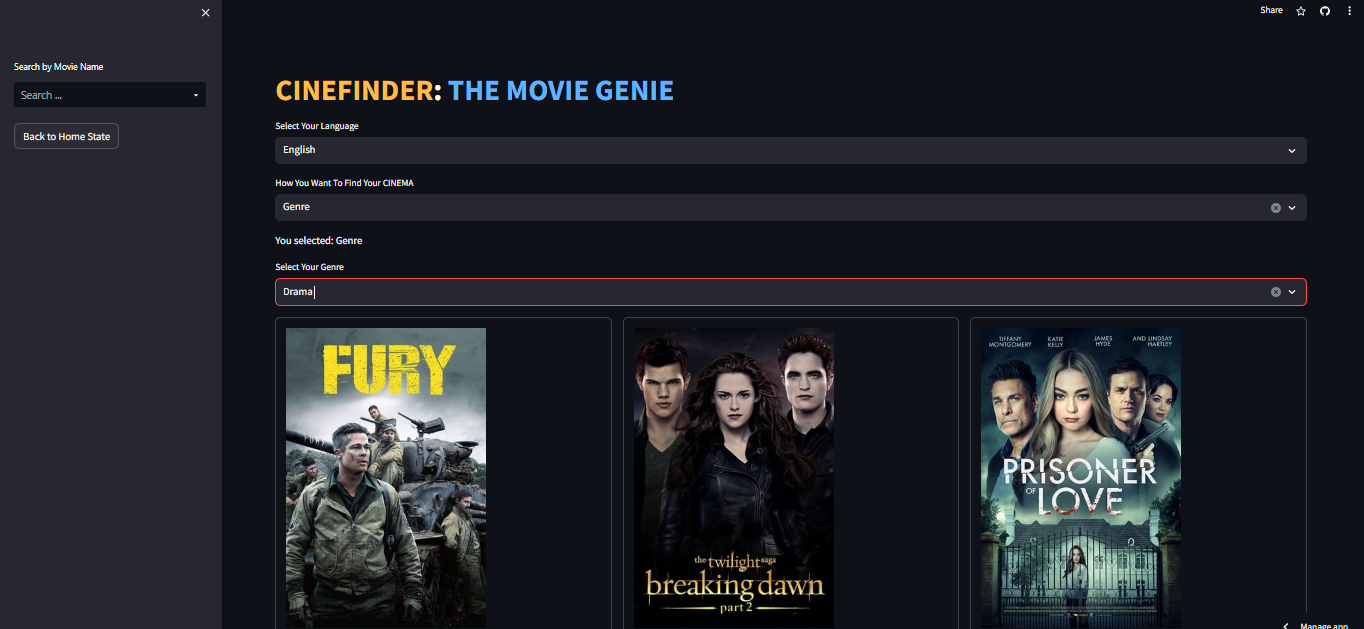 Share
Search by Movie Name
Search ...
Back to Home State
CINEFINDER: THE MOVIE GENIE
Select Your Language
English
How You Want To Find Your CINEMA
Genre
You selected: Genre
Select Your Genre
Drama
FURY
the twilight saga
breaking dawn
part 2
TIFFANY MONTGOMERY
KATIE KELLY
JAMES HYDE
AND LINDSAY HARTLEY
PRISONER
OF LOVE
Manage app